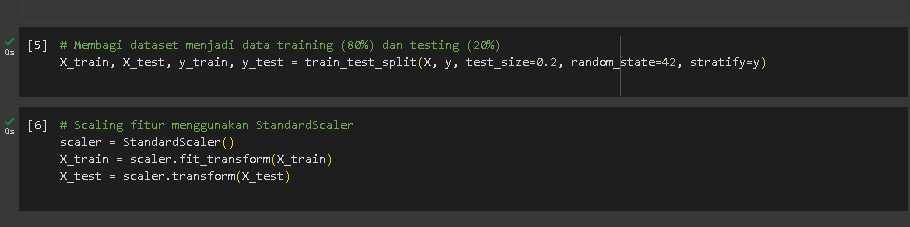 [5] # Membagi dataset menjadi data training (80%) dan testing (20%)
0s X_train, X_test, y_train, y_test = train_test_split(X, y, test_size=0.2, random_state=42, stratify=y)
[6] # Scaling fitur menggunakan StandardScaler
0s scaler = StandardScaler()
X_train = scaler.fit_transform(X_train)
X_test = scaler.transform(X_test)